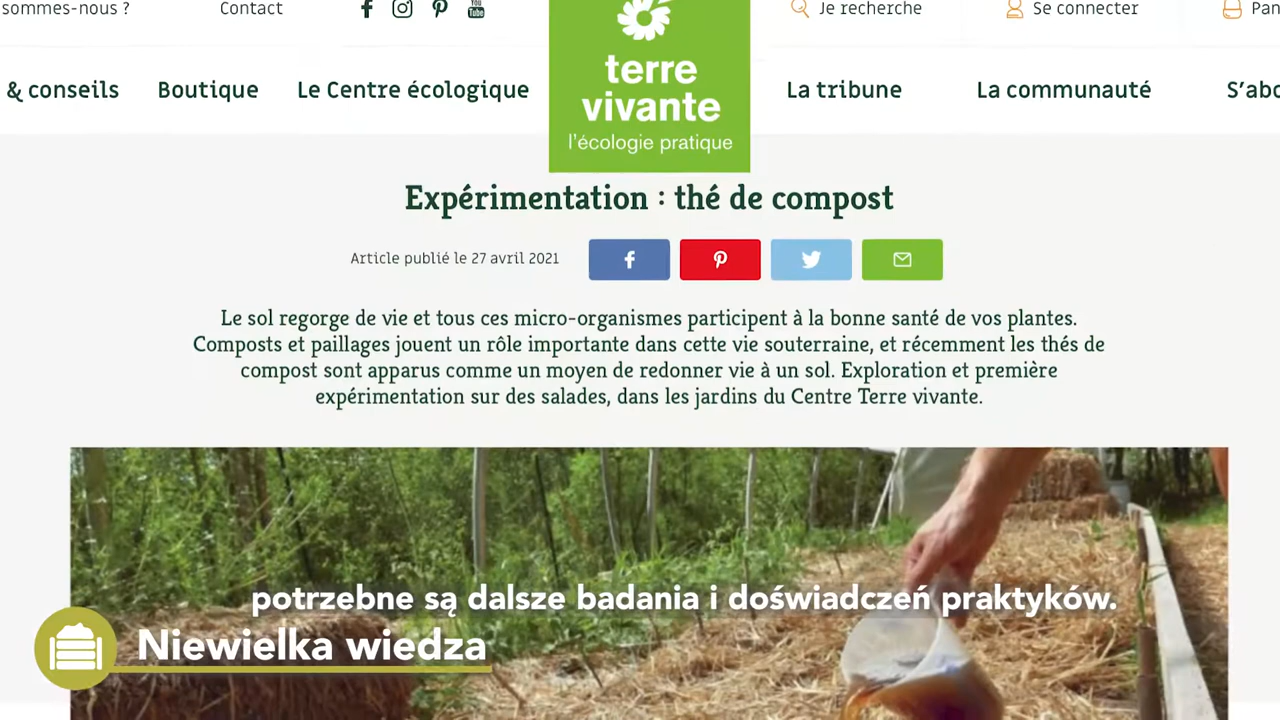 sommes-nous ?
Contact
You
Tube
Je recherche
Se connecter
Pan
& conseils
Boutique
Le Centre écologique
terre
vivante
l'écologie pratique
La tribune
La communauté
S'abo
Expérimentation : thé de compost
Article publié le 27 avril 2021
Le sol regorge de vie et tous ces micro-organismes participent à la bonne santé de vos plantes.
Composts et paillages jouent un rôle importante dans cette vie souterraine, et récemment les thés de
compost sont apparus comme un moyen de redonner vie à un sol. Exploration et première
expérimentation sur des salades, dans les jardins du Centre Terre vivante.
potrzebne są dalsze badania i doświadczeń praktyków.
Niewielka wiedza